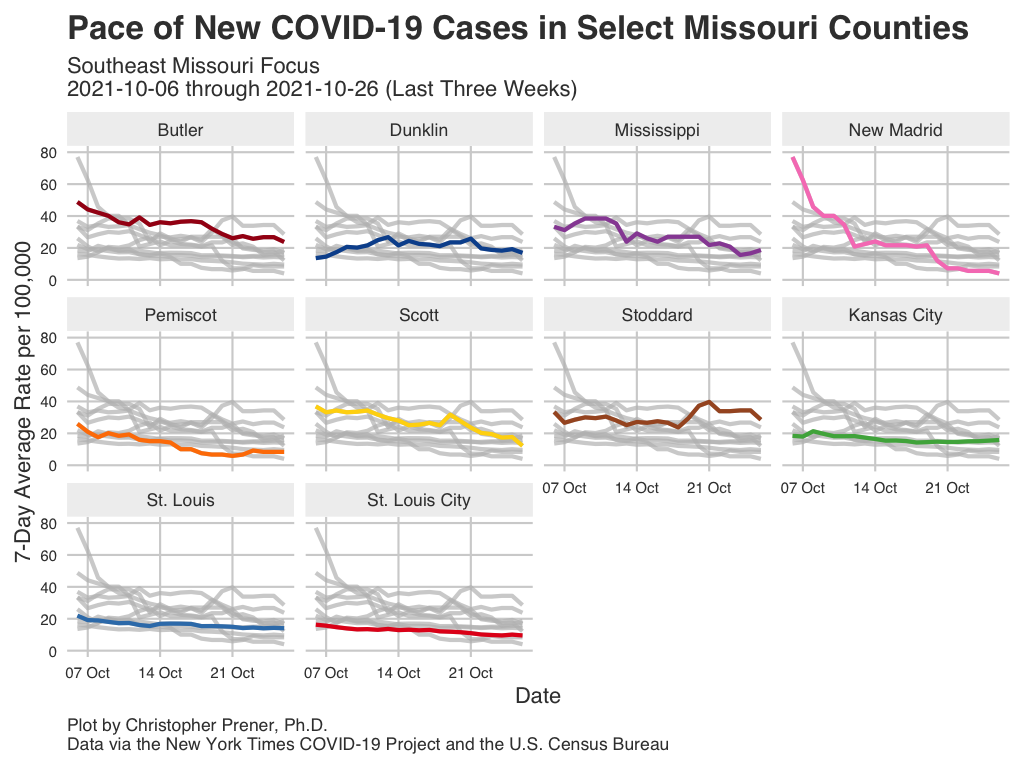 Pace of New COVID-19 Cases in Select Missouri Counties
Southeast Missouri Focus
2021-10-06 through 2021-10-26 (Last Three Weeks)
7-Day Average Rate per 100,000
Butler
Dunklin
Mississippi
New Madrid
80
60
40
20
0
Pemiscot
Scott
Stoddard
Kansas City
80
60
40
20
0
07 Oct
14 Oct
21 Oct
07 Oct
14 Oct
21 Oct
St. Louis
St. Louis City
80
60
40
20
0
07 Oct
14 Oct
21 Oct
07 Oct
14 Oct
21 Oct
Date
Plot by Christopher Prener, Ph.D.
Data via the New York Times COVID-19 Project and the U.S. Census Bureau